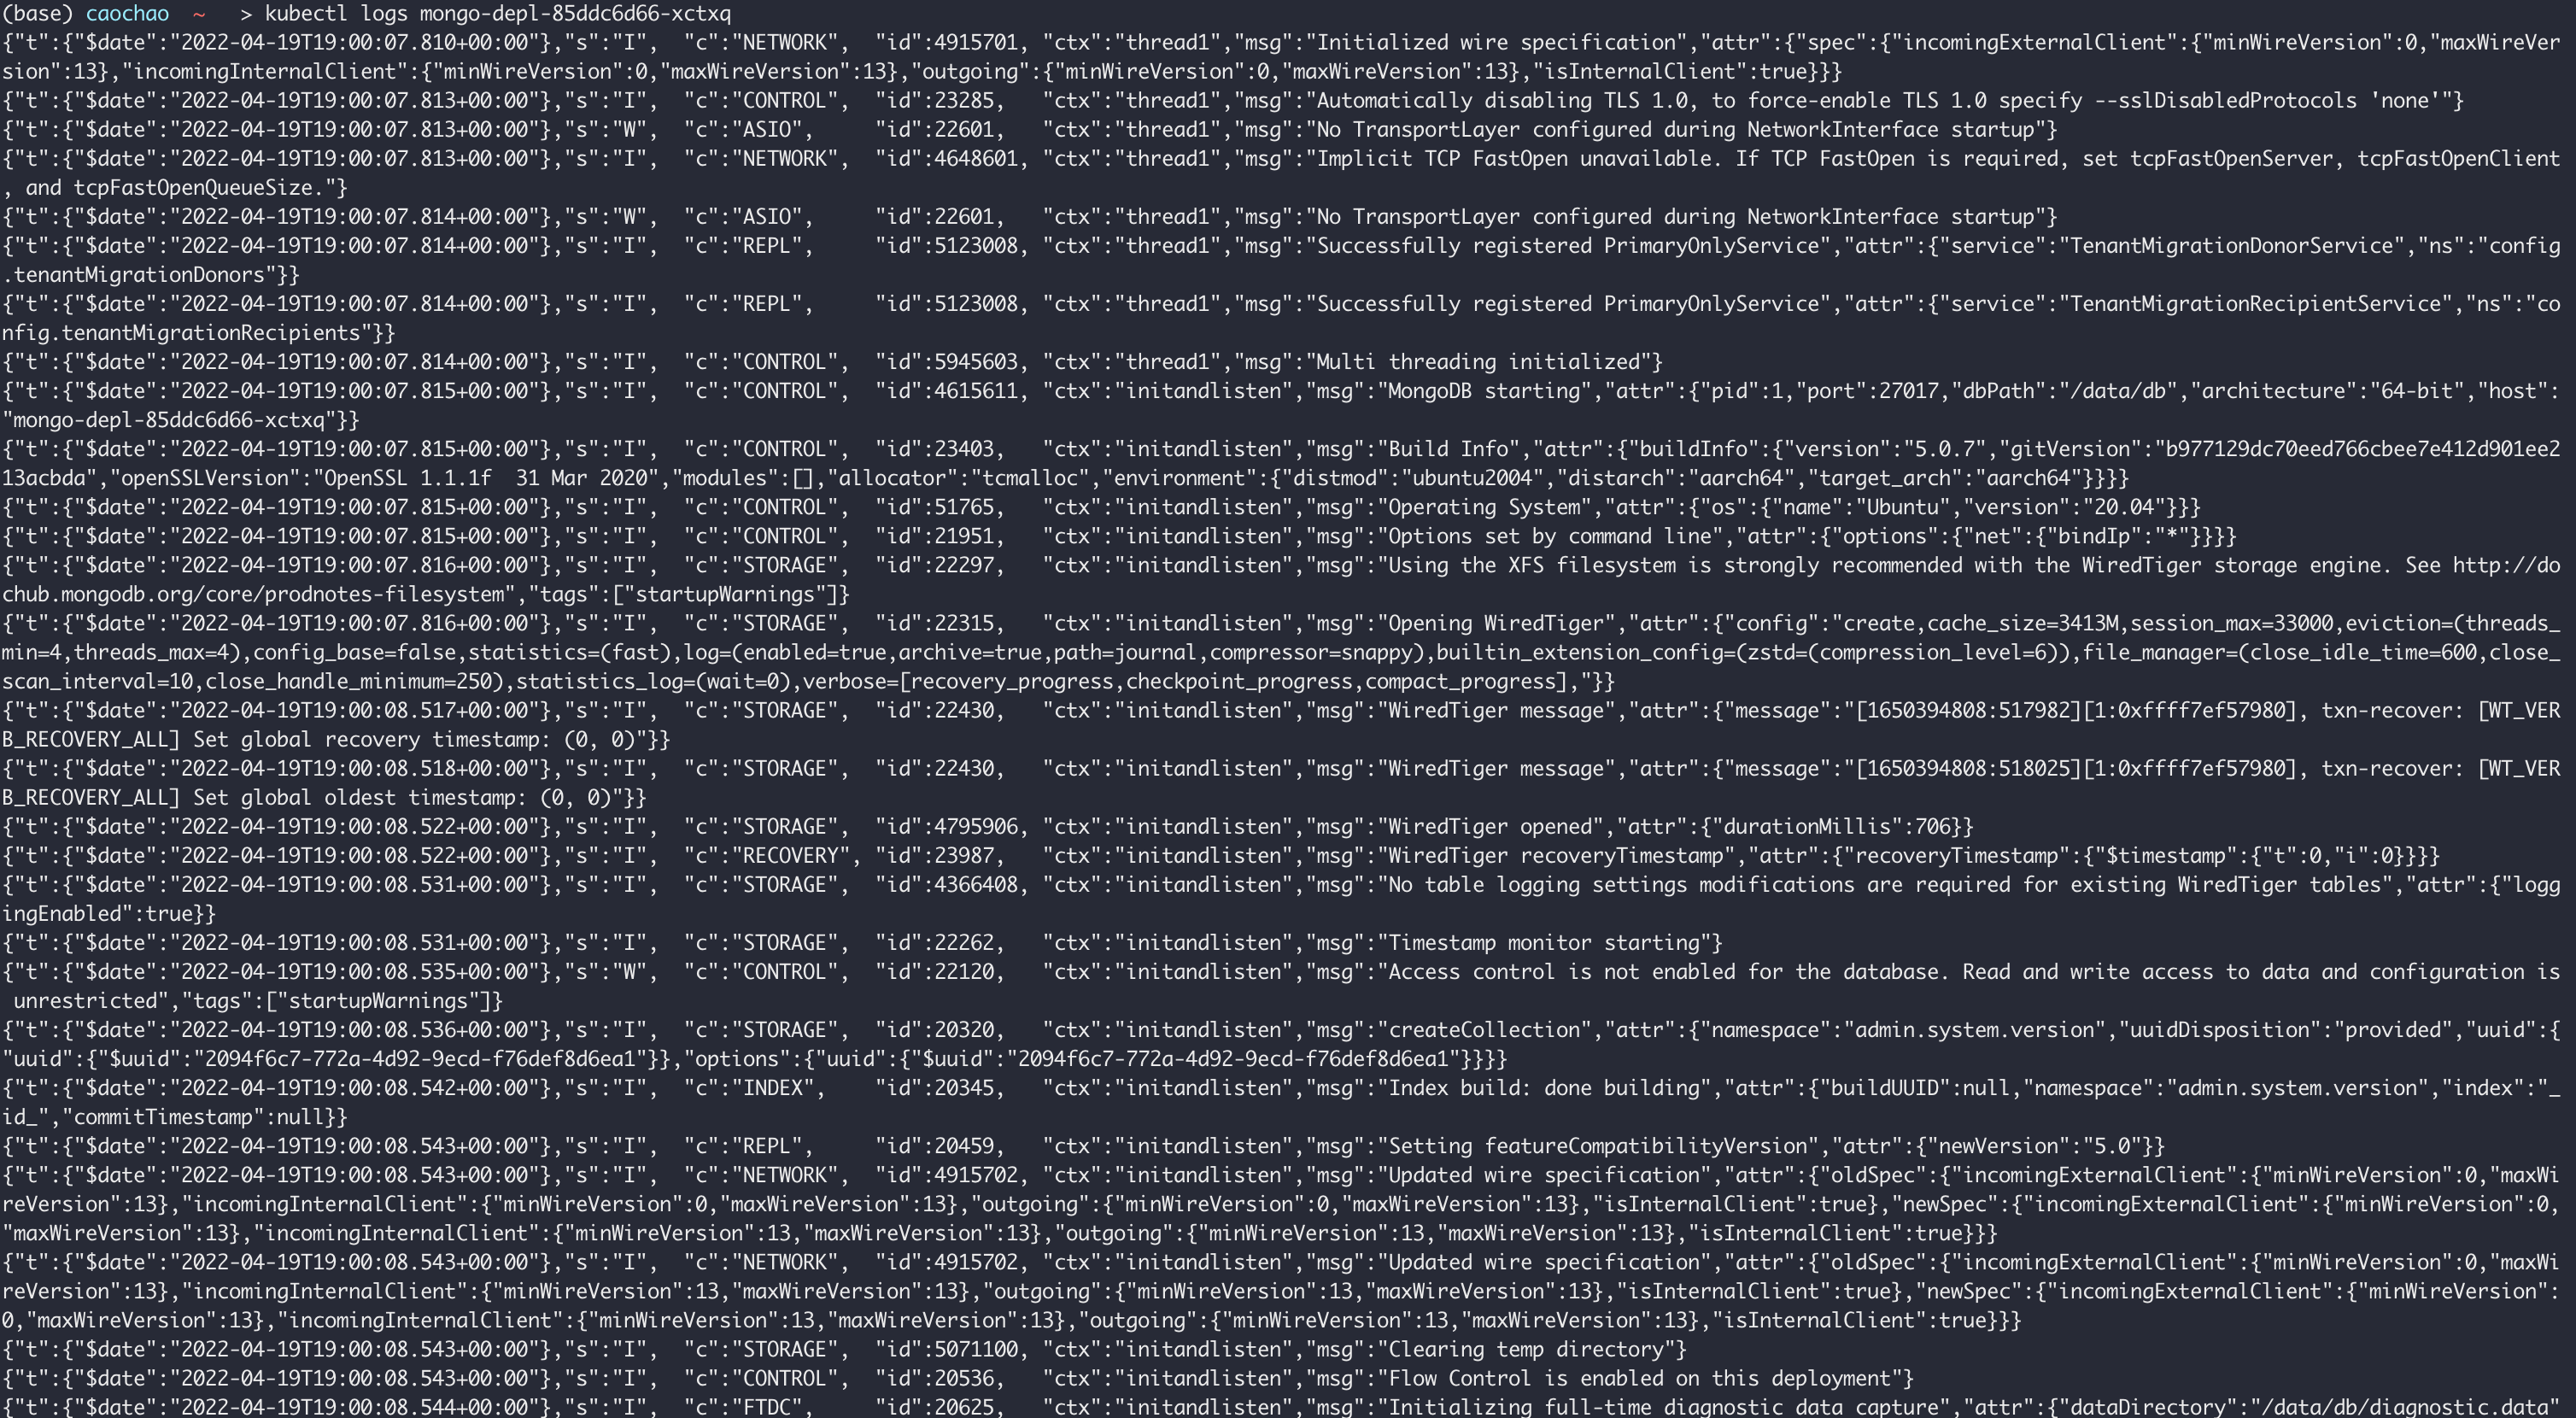 (base) caochao  ~   > kubectl logs mongo-depl-85ddc6d66-xctxq
{"t":{"$date":"2022-04-19T19:00:07.810+00:00"},"s":"I",  "c":"NETWORK",  "id":4915701, "ctx":"thread1","msg":"Initialized wire specification","attr":{"spec":{"incomingExternalClient":{"minWireVersion":0,"maxWireVer
sion":13},"incomingInternalClient":{"minWireVersion":0,"maxWireVersion":13},"outgoing":{"minWireVersion":0,"maxWireVersion":13},"isInternalClient":true}}}
{"t":{"$date":"2022-04-19T19:00:07.813+00:00"},"s":"I",  "c":"CONTROL",  "id":23285,   "ctx":"thread1","msg":"Automatically disabling TLS 1.0, to force-enable TLS 1.0 specify --sslDisabledProtocols 'none'"}
{"t":{"$date":"2022-04-19T19:00:07.813+00:00"},"s":"W",  "c":"ASIO",     "id":22601,   "ctx":"thread1","msg":"No TransportLayer configured during NetworkInterface startup"}
{"t":{"$date":"2022-04-19T19:00:07.813+00:00"},"s":"I",  "c":"NETWORK",  "id":4648601, "ctx":"thread1","msg":"Implicit TCP FastOpen unavailable. If TCP FastOpen is required, set tcpFastOpenServer, tcpFastOpenClient
, and tcpFastOpenQueueSize."}
{"t":{"$date":"2022-04-19T19:00:07.814+00:00"},"s":"W",  "c":"ASIO",     "id":22601,   "ctx":"thread1","msg":"No TransportLayer configured during NetworkInterface startup"}
{"t":{"$date":"2022-04-19T19:00:07.814+00:00"},"s":"I",  "c":"REPL",     "id":5123008, "ctx":"thread1","msg":"Successfully registered PrimaryOnlyService","attr":{"service":"TenantMigrationDonorService","ns":"config
.tenantMigrationDonors"}}
{"t":{"$date":"2022-04-19T19:00:07.814+00:00"},"s":"I",  "c":"REPL",     "id":5123008, "ctx":"thread1","msg":"Successfully registered PrimaryOnlyService","attr":{"service":"TenantMigrationRecipientService","ns":"co
nfig.tenantMigrationRecipients"}}
{"t":{"$date":"2022-04-19T19:00:07.814+00:00"},"s":"I",  "c":"CONTROL",  "id":5945603, "ctx":"thread1","msg":"Multi threading initialized"}
{"t":{"$date":"2022-04-19T19:00:07.815+00:00"},"s":"I",  "c":"CONTROL",  "id":4615611, "ctx":"initandlisten","msg":"MongoDB starting","attr":{"pid":1,"port":27017,"dbPath":"/data/db","architecture":"64-bit","host":
"mongo-depl-85ddc6d66-xctxq"}}
{"t":{"$date":"2022-04-19T19:00:07.815+00:00"},"s":"I",  "c":"CONTROL",  "id":23403,   "ctx":"initandlisten","msg":"Build Info","attr":{"buildInfo":{"version":"5.0.7","gitVersion":"b977129dc70eed766cbee7e412d901ee2
13acbda","openSSLVersion":"OpenSSL 1.1.1f  31 Mar 2020","modules":[],"allocator":"tcmalloc","environment":{"distmod":"ubuntu2004","distarch":"aarch64","target_arch":"aarch64"}}}}
{"t":{"$date":"2022-04-19T19:00:07.815+00:00"},"s":"I",  "c":"CONTROL",  "id":51765,   "ctx":"initandlisten","msg":"Operating System","attr":{"os":{"name":"Ubuntu","version":"20.04"}}}
{"t":{"$date":"2022-04-19T19:00:07.815+00:00"},"s":"I",  "c":"CONTROL",  "id":21951,   "ctx":"initandlisten","msg":"Options set by command line","attr":{"options":{"net":{"bindIp":"*"}}}}
{"t":{"$date":"2022-04-19T19:00:07.816+00:00"},"s":"I",  "c":"STORAGE",  "id":22297,   "ctx":"initandlisten","msg":"Using the XFS filesystem is strongly recommended with the WiredTiger storage engine. See http://do
chub.mongodb.org/core/prodnotes-filesystem","tags":["startupWarnings"]}
{"t":{"$date":"2022-04-19T19:00:07.816+00:00"},"s":"I",  "c":"STORAGE",  "id":22315,   "ctx":"initandlisten","msg":"Opening WiredTiger","attr":{"config":"create,cache_size=3413M,session_max=33000,eviction=(threads_
min=4,threads_max=4),config_base=false,statistics=(fast),log=(enabled=true,archive=true,path=journal,compressor=snappy),builtin_extension_config=(zstd=(compression_level=6)),file_manager=(close_idle_time=600,close_
scan_interval=10,close_handle_minimum=250),statistics_log=(wait=0),verbose=[recovery_progress,checkpoint_progress,compact_progress],"}}
{"t":{"$date":"2022-04-19T19:00:08.517+00:00"},"s":"I",  "c":"STORAGE",  "id":22430,   "ctx":"initandlisten","msg":"WiredTiger message","attr":{"message":"[1650394808:517982][1:0xffff7ef57980], txn-recover: [WT_VER
B_RECOVERY_ALL] Set global recovery timestamp: (0, 0)"}}
{"t":{"$date":"2022-04-19T19:00:08.518+00:00"},"s":"I",  "c":"STORAGE",  "id":22430,   "ctx":"initandlisten","msg":"WiredTiger message","attr":{"message":"[1650394808:518025][1:0xffff7ef57980], txn-recover: [WT_VER
B_RECOVERY_ALL] Set global oldest timestamp: (0, 0)"}}
{"t":{"$date":"2022-04-19T19:00:08.522+00:00"},"s":"I",  "c":"STORAGE",  "id":4795906, "ctx":"initandlisten","msg":"WiredTiger opened","attr":{"durationMillis":706}}
{"t":{"$date":"2022-04-19T19:00:08.522+00:00"},"s":"I",  "c":"RECOVERY", "id":23987,   "ctx":"initandlisten","msg":"WiredTiger recoveryTimestamp","attr":{"recoveryTimestamp":{"$timestamp":{"t":0,"i":0}}}}
{"t":{"$date":"2022-04-19T19:00:08.531+00:00"},"s":"I",  "c":"STORAGE",  "id":4366408, "ctx":"initandlisten","msg":"No table logging settings modifications are required for existing WiredTiger tables","attr":{"logg
ingEnabled":true}}
{"t":{"$date":"2022-04-19T19:00:08.531+00:00"},"s":"I",  "c":"STORAGE",  "id":22262,   "ctx":"initandlisten","msg":"Timestamp monitor starting"}
{"t":{"$date":"2022-04-19T19:00:08.535+00:00"},"s":"W",  "c":"CONTROL",  "id":22120,   "ctx":"initandlisten","msg":"Access control is not enabled for the database. Read and write access to data and configuration is
 unrestricted","tags":["startupWarnings"]}
{"t":{"$date":"2022-04-19T19:00:08.536+00:00"},"s":"I",  "c":"STORAGE",  "id":20320,   "ctx":"initandlisten","msg":"createCollection","attr":{"namespace":"admin.system.version","uuidDisposition":"provided","uuid":{
"uuid":{"$uuid":"2094f6c7-772a-4d92-9ecd-f76def8d6ea1"}},"options":{"uuid":{"$uuid":"2094f6c7-772a-4d92-9ecd-f76def8d6ea1"}}}}
{"t":{"$date":"2022-04-19T19:00:08.542+00:00"},"s":"I",  "c":"INDEX",    "id":20345,   "ctx":"initandlisten","msg":"Index build: done building","attr":{"buildUUID":null,"namespace":"admin.system.version","index":"_
id_","commitTimestamp":null}}
{"t":{"$date":"2022-04-19T19:00:08.543+00:00"},"s":"I",  "c":"REPL",     "id":20459,   "ctx":"initandlisten","msg":"Setting featureCompatibilityVersion","attr":{"newVersion":"5.0"}}
{"t":{"$date":"2022-04-19T19:00:08.543+00:00"},"s":"I",  "c":"NETWORK",  "id":4915702, "ctx":"initandlisten","msg":"Updated wire specification","attr":{"oldSpec":{"incomingExternalClient":{"minWireVersion":0,"maxWi
reVersion":13},"incomingInternalClient":{"minWireVersion":0,"maxWireVersion":13},"outgoing":{"minWireVersion":0,"maxWireVersion":13},"isInternalClient":true},"newSpec":{"incomingExternalClient":{"minWireVersion":0,
"maxWireVersion":13},"incomingInternalClient":{"minWireVersion":13,"maxWireVersion":13},"outgoing":{"minWireVersion":13,"maxWireVersion":13},"isInternalClient":true}}}
{"t":{"$date":"2022-04-19T19:00:08.543+00:00"},"s":"I",  "c":"NETWORK",  "id":4915702, "ctx":"initandlisten","msg":"Updated wire specification","attr":{"oldSpec":{"incomingExternalClient":{"minWireVersion":0,"maxWi
reVersion":13},"incomingInternalClient":{"minWireVersion":13,"maxWireVersion":13},"outgoing":{"minWireVersion":13,"maxWireVersion":13},"isInternalClient":true},"newSpec":{"incomingExternalClient":{"minWireVersion":
0,"maxWireVersion":13},"incomingInternalClient":{"minWireVersion":13,"maxWireVersion":13},"outgoing":{"minWireVersion":13,"maxWireVersion":13},"isInternalClient":true}}}
{"t":{"$date":"2022-04-19T19:00:08.543+00:00"},"s":"I",  "c":"STORAGE",  "id":5071100, "ctx":"initandlisten","msg":"Clearing temp directory"}
{"t":{"$date":"2022-04-19T19:00:08.543+00:00"},"s":"I",  "c":"CONTROL",  "id":20536,   "ctx":"initandlisten","msg":"Flow Control is enabled on this deployment"}
{"t":{"$date":"2022-04-19T19:00:08.544+00:00"},"s":"I",  "c":"FTDC",     "id":20625,   "ctx":"initandlisten","msg":"Initializing full-time diagnostic data capture","attr":{"dataDirectory":"/data/db/diagnostic.data"